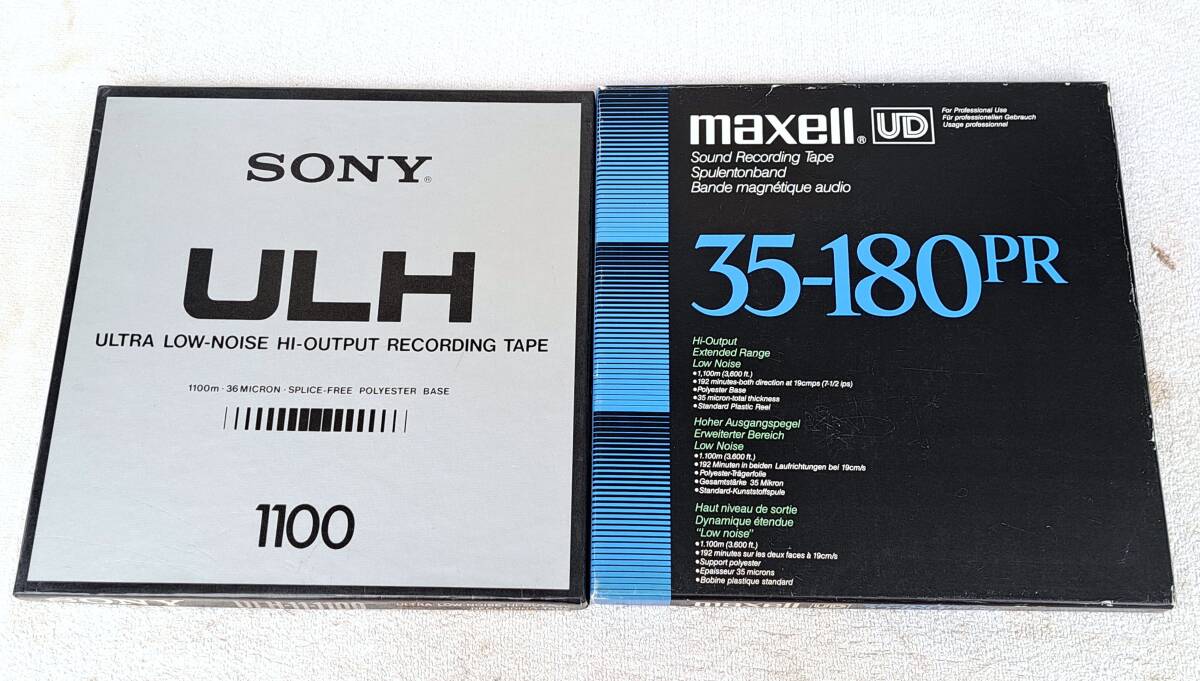 SONY®
ULH
ULTRA LOW-NOISE HI-OUTPUT RECORDING TAPE
1100m · 36 MICRON · SPLICE-FREE POLYESTER BASE
1100
SONY
maxell® UD
For Professional Use
Für professionellen Gebrauch
Usage professionnel
Sound Recording Tape
Spulentonband
Bande magnétique audio
35-180PR
Hi-Output
Extended Range
Low Noise
•1,100m (3,600 ft.)
•192 minutes-both direction at 19cmps (7-1/2 ips)
•Polyester Base
•35 micron-total thickness
•Standard Plastic Reel
Hoher Ausgangspegel
Erweiterter Bereich
Low Noise
•1.100m (3.600 ft.)
•192 Minuten in beiden Laufrichtungen bei 19cm/s
•Polyester-Trägerfolie
•Gesamtstärke 35 Mikron
•Standard-Kunststoffspule
Haut niveau de sortie
Dynamique étendue
"Low noise"
•1.100m (3.600 ft.)
•192 minutes sur les deux faces à 19cm/s
•Support polyester
•Epaisseur 35 microns
•Bobine plastique standard
maxell UD